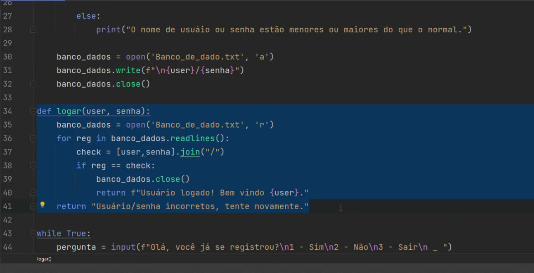 26
27 else:
28 print("O nome de usuáio ou senha estão menores ou maiores do que o normal.")
29
30 banco_dados = open('Banco_de_dado.txt', 'a')
31 banco_dados.write(f"\n{user}/{senha}")
32 banco_dados.close()
33
34 def logar(user, senha):
35 banco_dados = open('Banco_de_dado.txt', 'r')
36 for reg in banco_dados.readlines():
37 check = [user,senha].join("/")
38 if reg == check:
39 banco_dados.close()
40 return f"Usuário logado! Bem vindo {user}."
41 return "Usuário/senha incorretos, tente novamente."
42
43 while True:
44 pergunta = input(f"Olá, você já se registrou?\n1 - Sim\n2 - Não\n3 - Sair\n _ ")
logar()